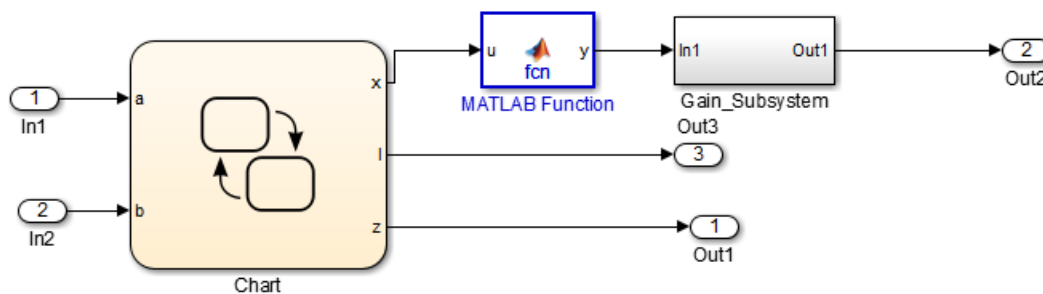 1
In1
2
In2
a
b
x
l
z
Chart
u
fcn
y
MATLAB Function
In1
Out1
Gain_Subsystem
2
Out2
Out3
3
1
Out1